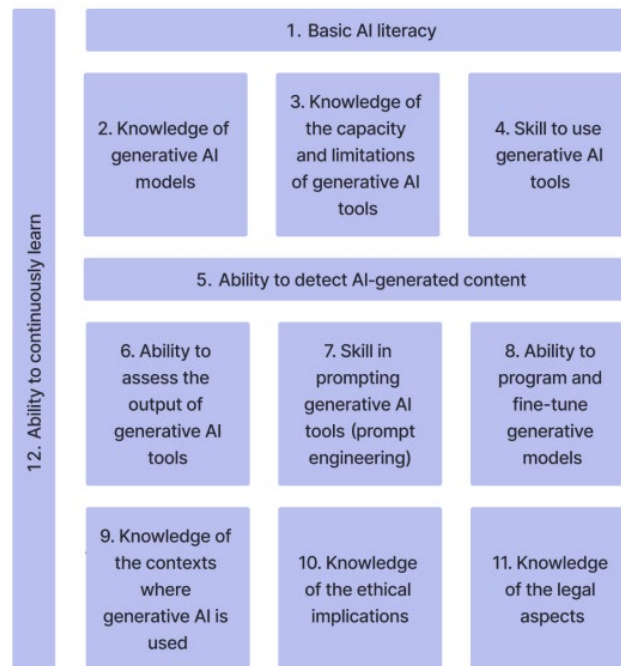 1. Basic AI literacy
2. Knowledge of
generative AI
models
3. Knowledge of
the capacity
and limitations
of generative AI
tools
4. Skill to use
generative AI
tools
5. Ability to detect AI-generated content
6. Ability to
assess the
output of
generative AI
tools
7. Skill in
prompting
generative AI
tools (prompt
engineering)
8. Ability to
program and
fine-tune
generative
models
9. Knowledge of
the contexts
where
generative AI is
used
10. Knowledge
of the ethical
implications
11. Knowledge
of the legal
aspects
12. Ability to continuously learn